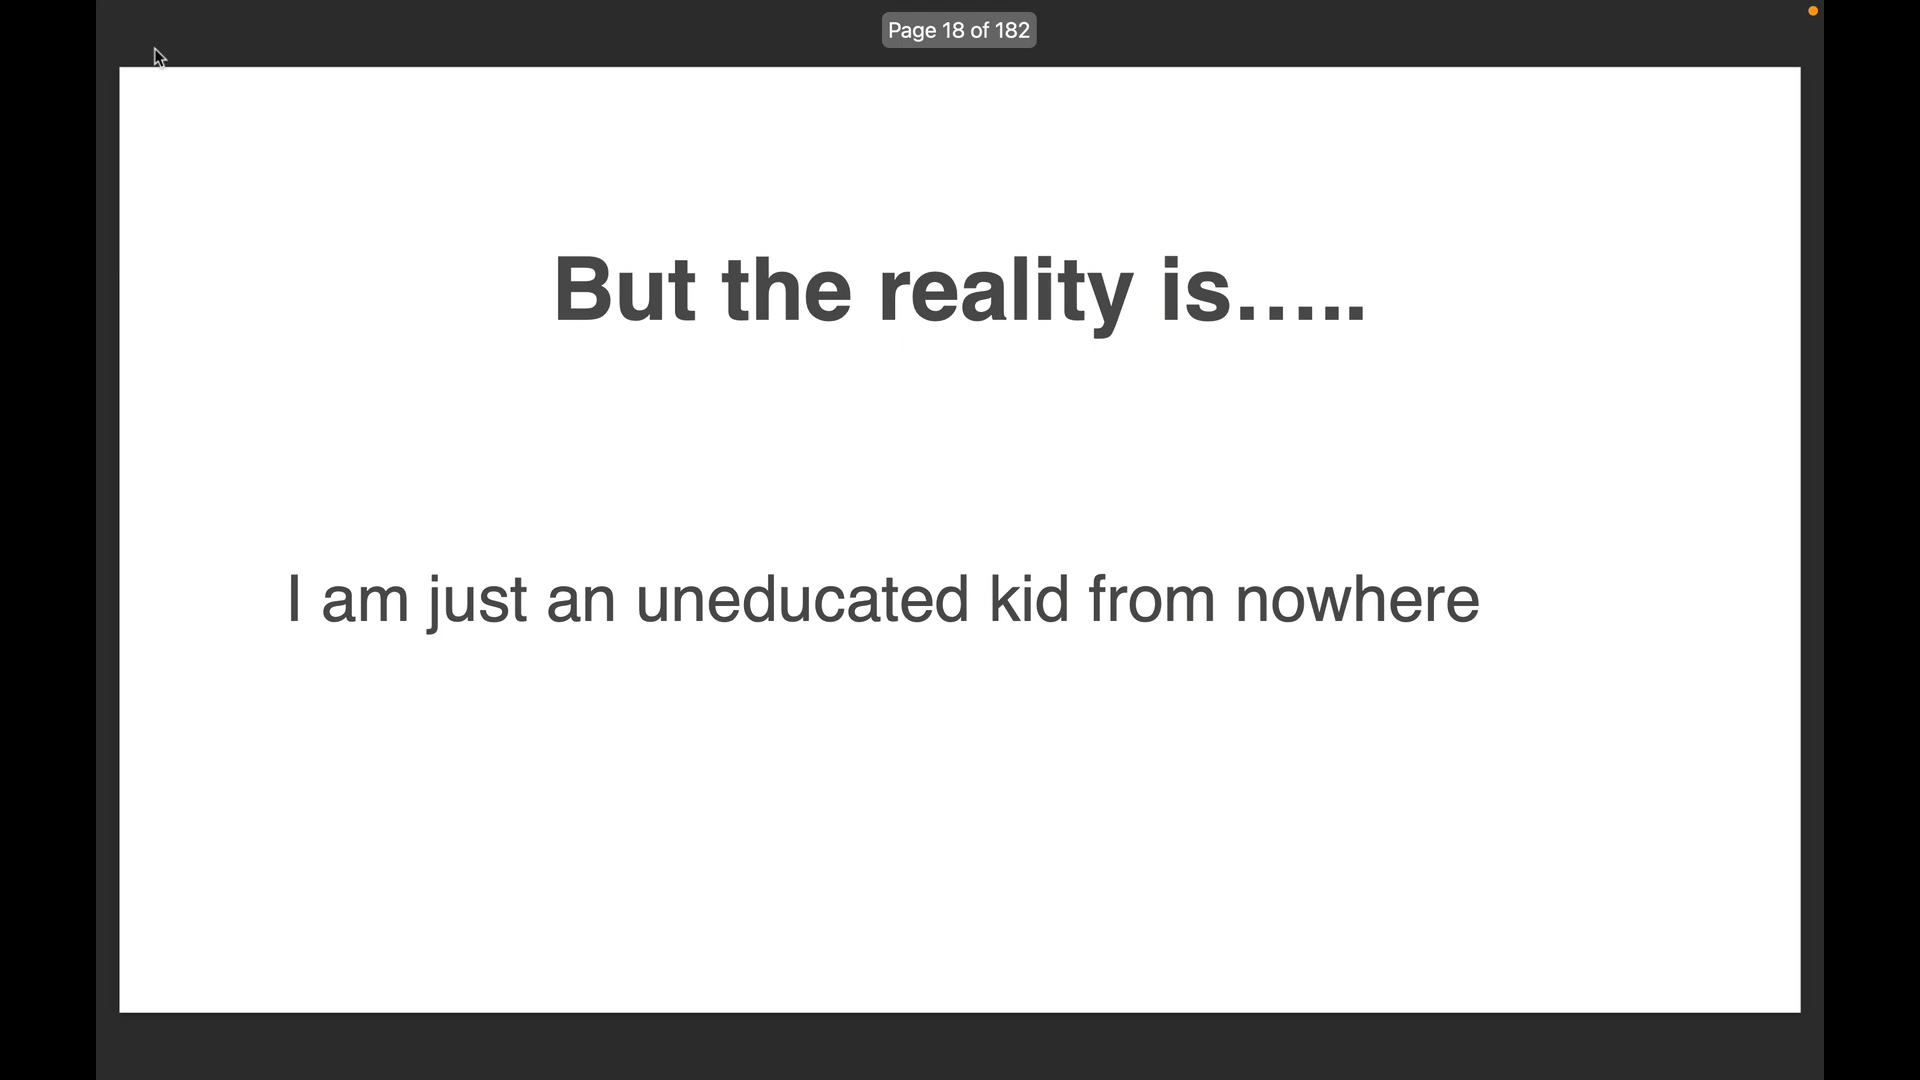 Page 18 of 182
But the reality is…..
I am just an uneducated kid from nowhere